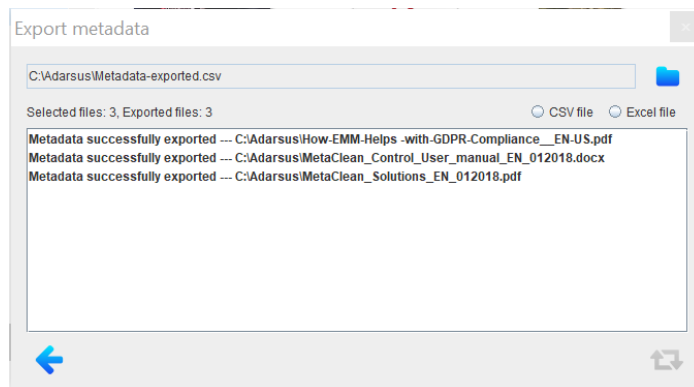 Export metadata
C:\Adarsus\Metadata-exported.csv
Selected files: 3, Exported files: 3
CSV file
Excel file
Metadata successfully exported --- C:\Adarsus\How-EMM-Helps -with-GDPR-Compliance__EN-US.pdf
Metadata successfully exported --- C:\Adarsus\MetaClean_Control_User_manual_EN_012018.docx
Metadata successfully exported --- C:\Adarsus\MetaClean_Solutions_EN_012018.pdf